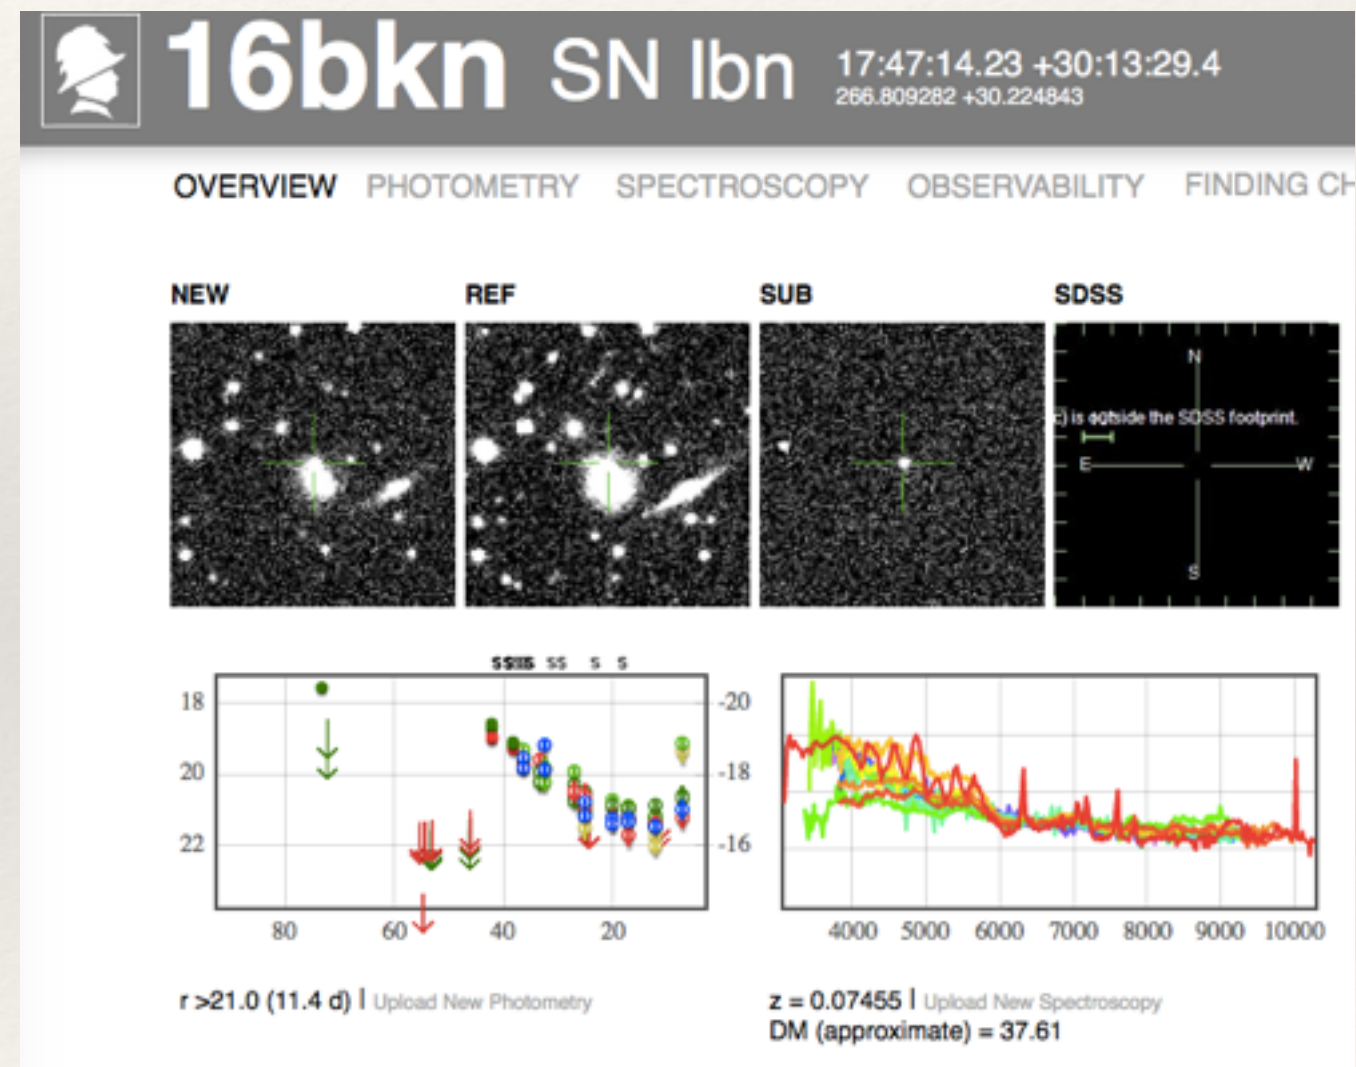 16bkn SN Ibn 17:47:14.23 +30:13:29.4
266.809282 +30.224843
OVERVIEW PHOTOMETRY SPECTROSCOPY OBSERVABILITY FINDING CH
NEW REF SUB SDSS
N
c) is outside the SDSS footprint.
E W
S
S S S
18 -20
20 -18
22 -16
80 60 40 20
4000 5000 6000 7000 8000 9000 10000
r >21.0 (11.4 d) | Upload New Photometry
z = 0.07455 | Upload New Spectroscopy
DM (approximate) = 37.61